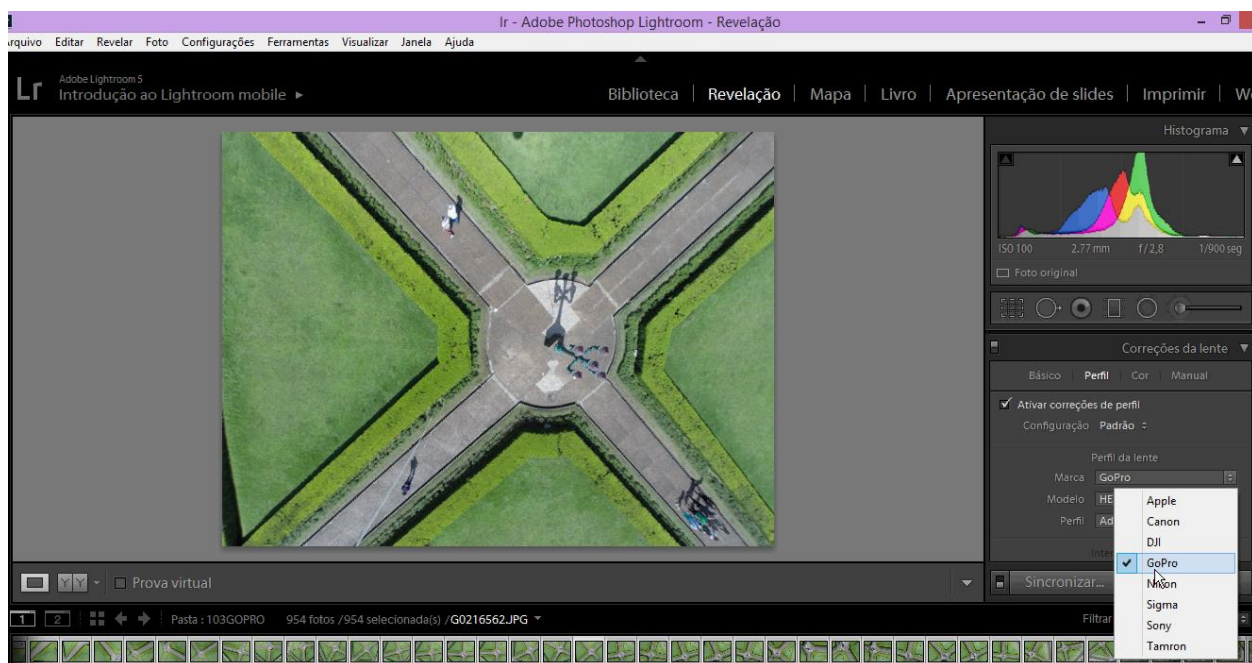 Ir - Adobe Photoshop Lightroom - Revelação
Editar Revelar Foto Configurações Ferramentas Visualizar Janela Ajuda
Lr
Adobe Lightroom 5
Introdução ao Lightroom mobile
Biblioteca | Revelação | Mapa | Livro | Apresentação de slides | Imprimir |
Histograma
ISO 100 2.77 mm f/2,8 1/900 seg
Foto original
Correções da lente
Básico Perfil Cor Manual
Ativar correções de perfil
Configuração Padrão
Perfil da lente
Marca GoPro
Modelo HE
Perfil Ad
Apple
Canon
DJI
GoPro
Nikon
Sigma
Sony
Tamron
Y Y Prova virtual
Sincronizar...
1 2 Pasta : 103GOPRO 954 fotos /954 selecionada(s) /G0216562.JPG
Filtrar